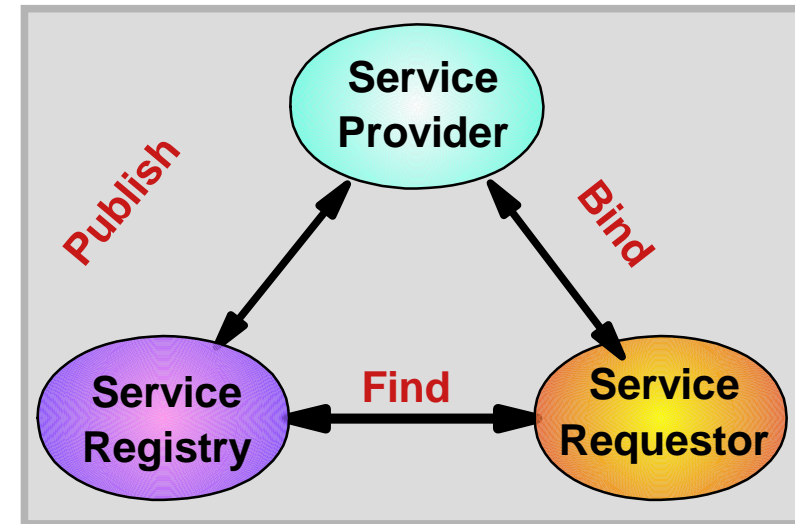 Service
Provider
Publish
Bind
Find
Service
Registry
Service
Requestor